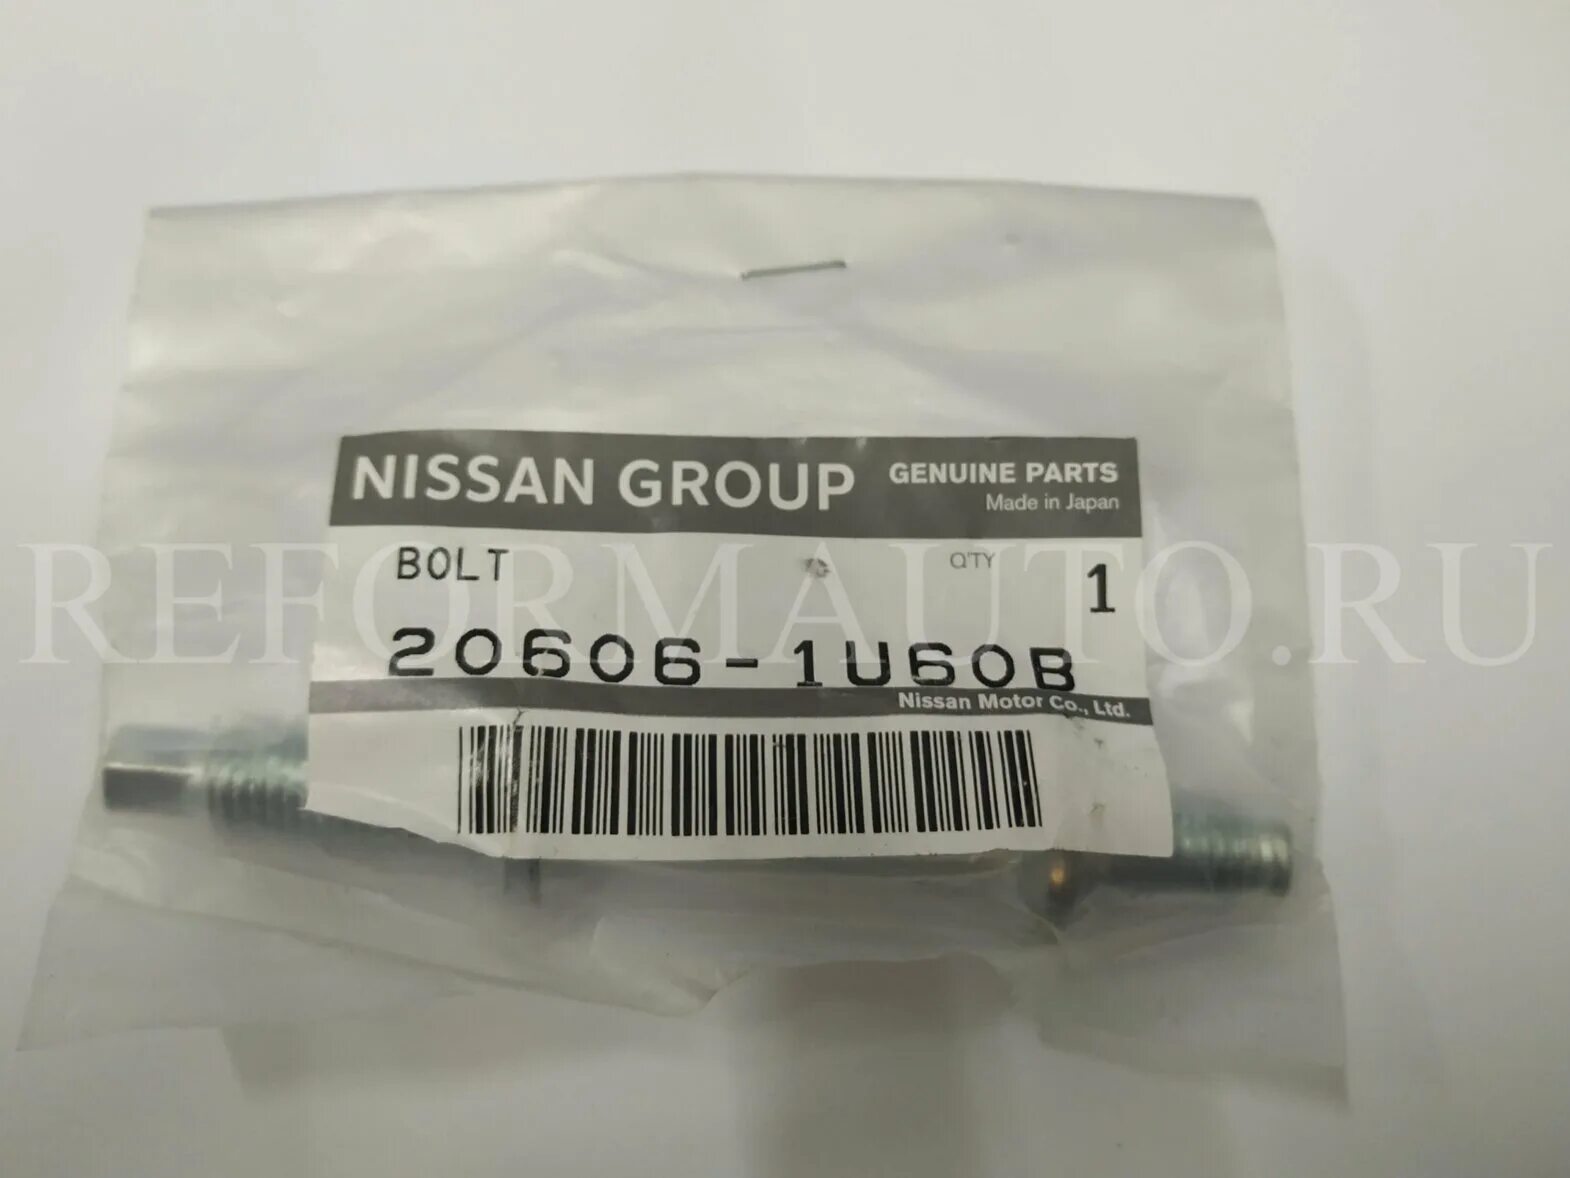 NISSAN GROUP
GENUINE PARTS
Made in Japan
BOLT
Q'TY
1
REFORMAUTO.RU
20606-1U60B
Nissan Motor Co., Ltd.